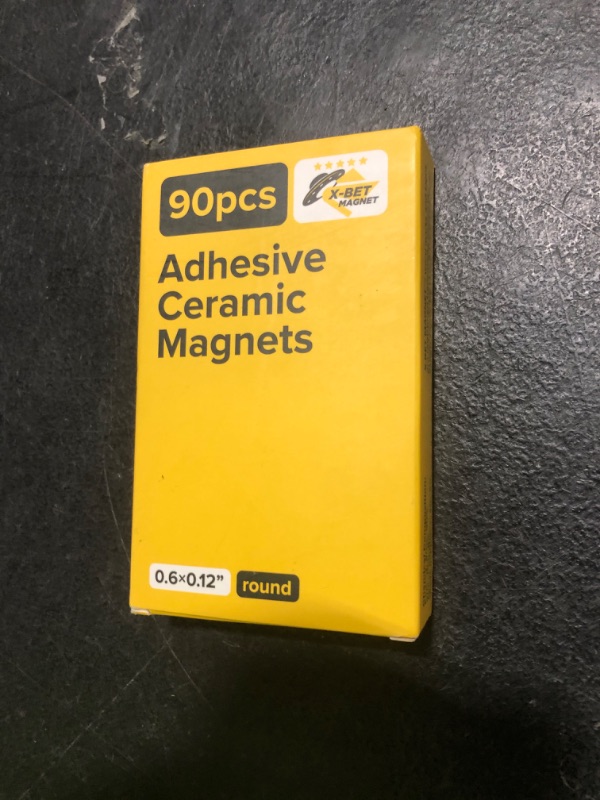 90pcs
X-BET
MAGNET
Adhesive
Ceramic
Magnets
0.6×0.12”
round